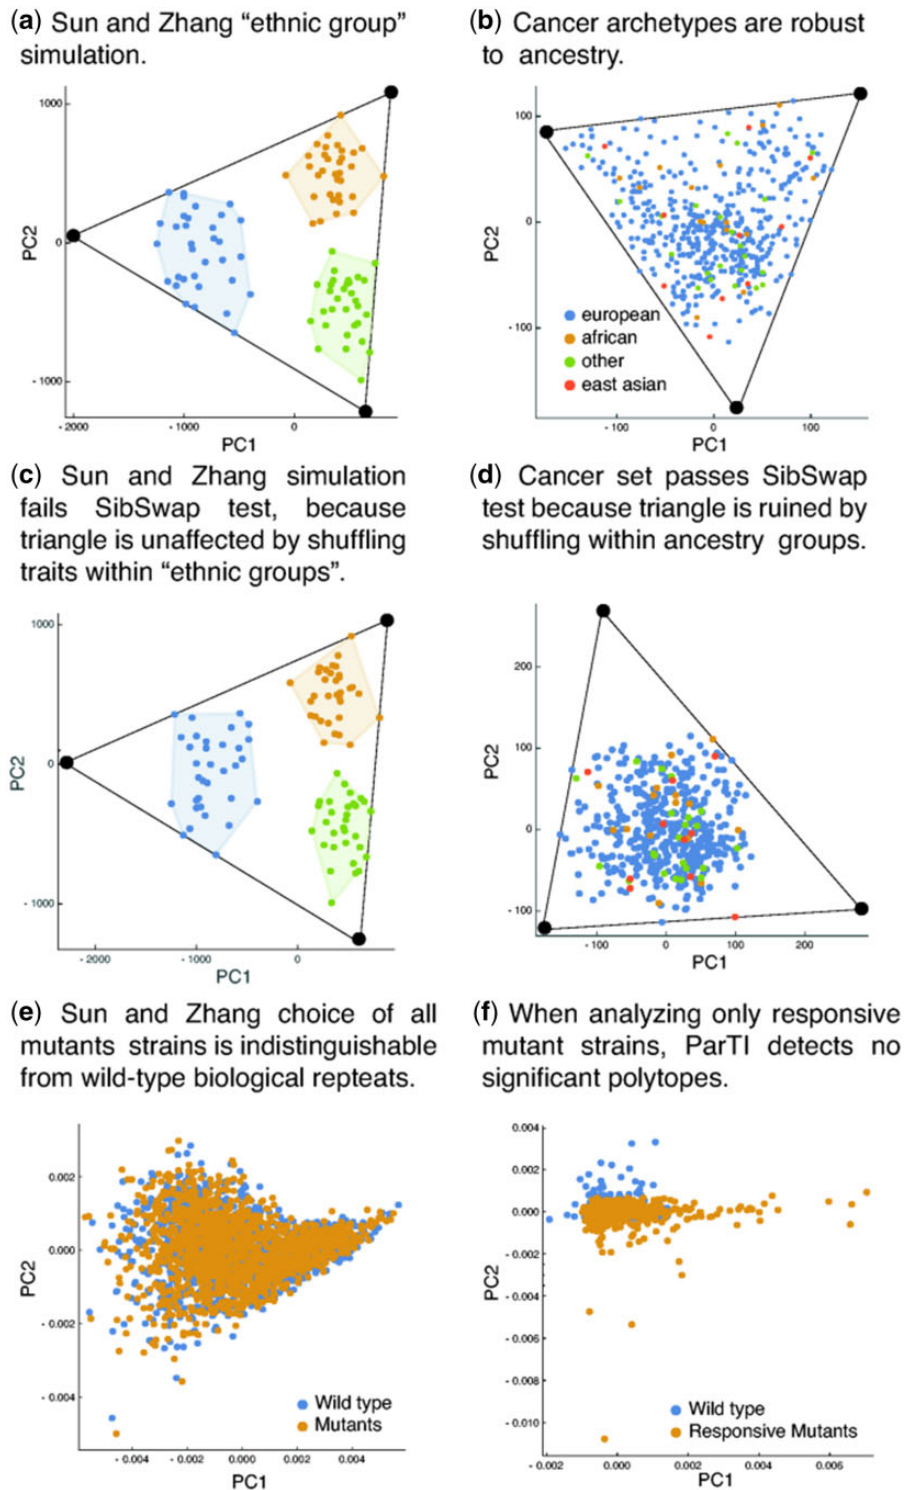 (a) Sun and Zhang “ethnic group”
simulation.
1000
0
- 1000
PC2
- 2000
- 1000
0
PC1
(b) Cancer archetypes are robust
to ancestry.
100
0
- 100
PC2
european
african
other
east asian
- 100
0
100
PC1
(c) Sun and Zhang simulation
fails SibSwap test, because
triangle is unaffected by shuffling
traits within “ethnic groups”.
1000
0
- 1000
PC2
- 2000
- 1000
0
PC1
(d) Cancer set passes SibSwap
test because triangle is ruined by
shuffling within ancestry groups.
200
100
0
- 100
PC2
- 100
0
100
200
PC1
(e) Sun and Zhang choice of all
mutants strains is indistinguishable
from wild-type biological repteats.
0.002
0.000
- 0.002
- 0.004
PC2
Wild type
Mutants
- 0.004
- 0.002
0.000
0.002
0.004
PC1
(f) When analyzing only responsive
mutant strains, ParTI detects no
significant polytopes.
0.004
0.002
0.000
- 0.002
- 0.004
- 0.006
- 0.008
- 0.010
PC2
Wild type
Responsive Mutants
- 0.002
0.000
0.002
0.004
0.006
PC1